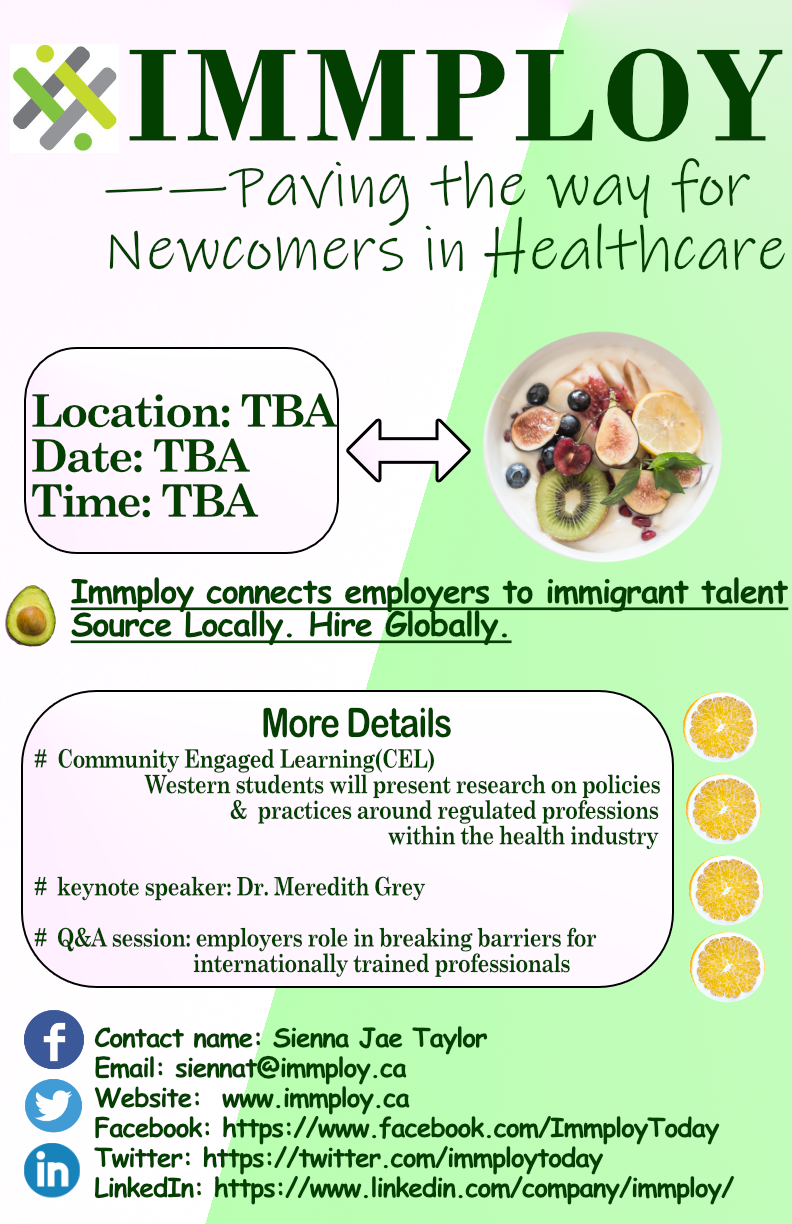 IMMPLOY
——Paving the way for
Newcomers in Healthcare
Location: TBA
Date: TBA
Time: TBA
Immploy connects employers to immigrant talent
Source Locally. Hire Globally.
More Details
# Community Engaged Learning(CEL)
Western students will present research on policies
& practices around regulated professions
within the health industry
# keynote speaker: Dr. Meredith Grey
# Q&A session: employers role in breaking barriers for
internationally trained professionals
Contact name: Sienna Jae Taylor
Email: siennat@immploy.ca
Website: www.immploy.ca
Facebook: https://www.facebook.com/ImmployToday
Twitter: https://twitter.com/immploytoday
LinkedIn: https://www.linkedin.com/company/immploy/